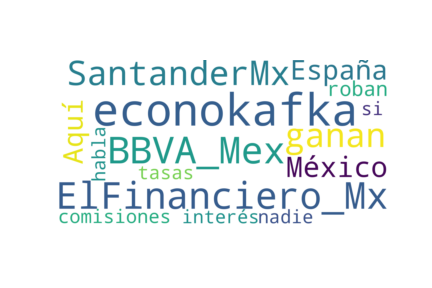 SantanderMx España
roban
Aquí econokafka si
habla BBVA_Mex ganan
tasas México
ElFinanciero_Mx
comisiones interés nadie